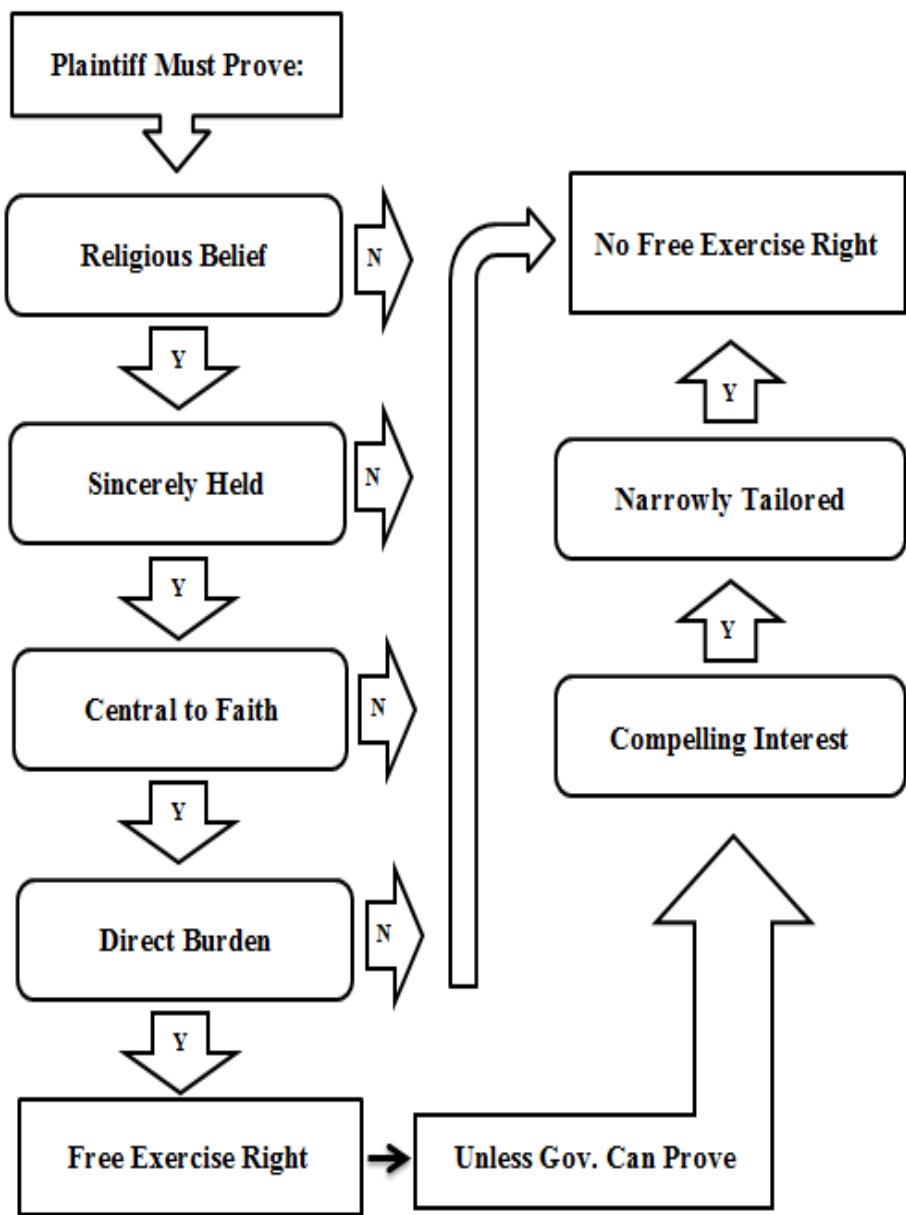 Plaintiff Must Prove:
Religious Belief
N
Y
Sincerely Held
N
Y
Central to Faith
N
Y
Direct Burden
N
Y
Free Exercise Right
Unless Gov. Can Prove
Compelling Interest
Y
Narrowly Tailored
Y
No Free Exercise Right